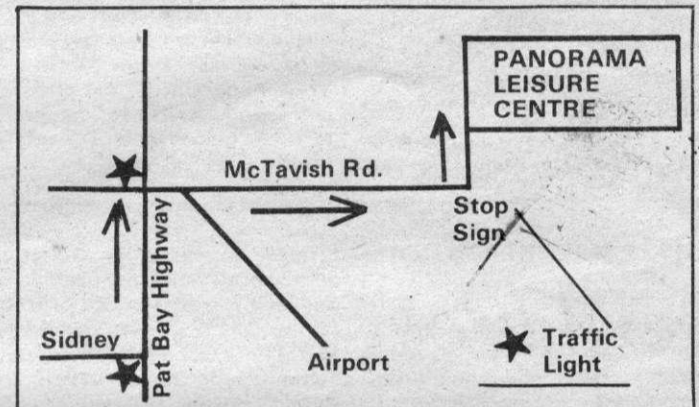 PANORAMA
LEISURE
CENTRE
McTavish Rd.
Stop
Sign
Pat Bay Highway
Sidney
Airport
Traffic
Light